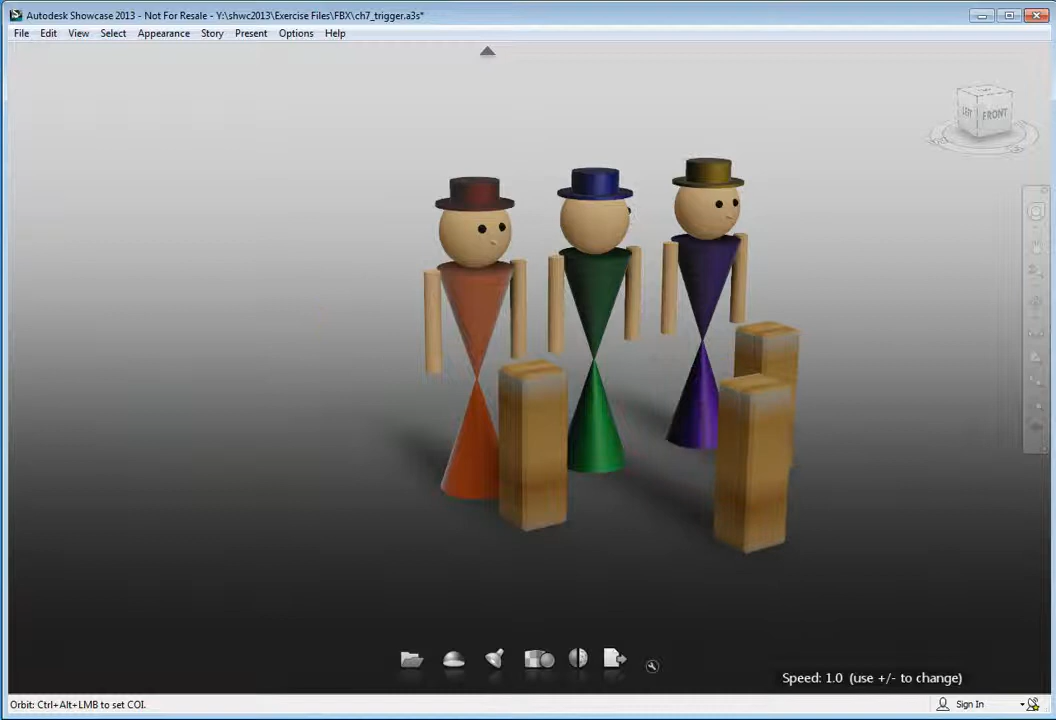 Autodesk Showcase 2013 - Not For Resale - Y:\shwc2013\Exercise Files\FBX\ch7_trigger.a3s*
File Edit View Select Appearance Story Present Options Help
LEFT FRONT
Speed: 1.0 (use +/- to change)
Orbit: Ctrl+Alt+LMB to set COI. Sign In